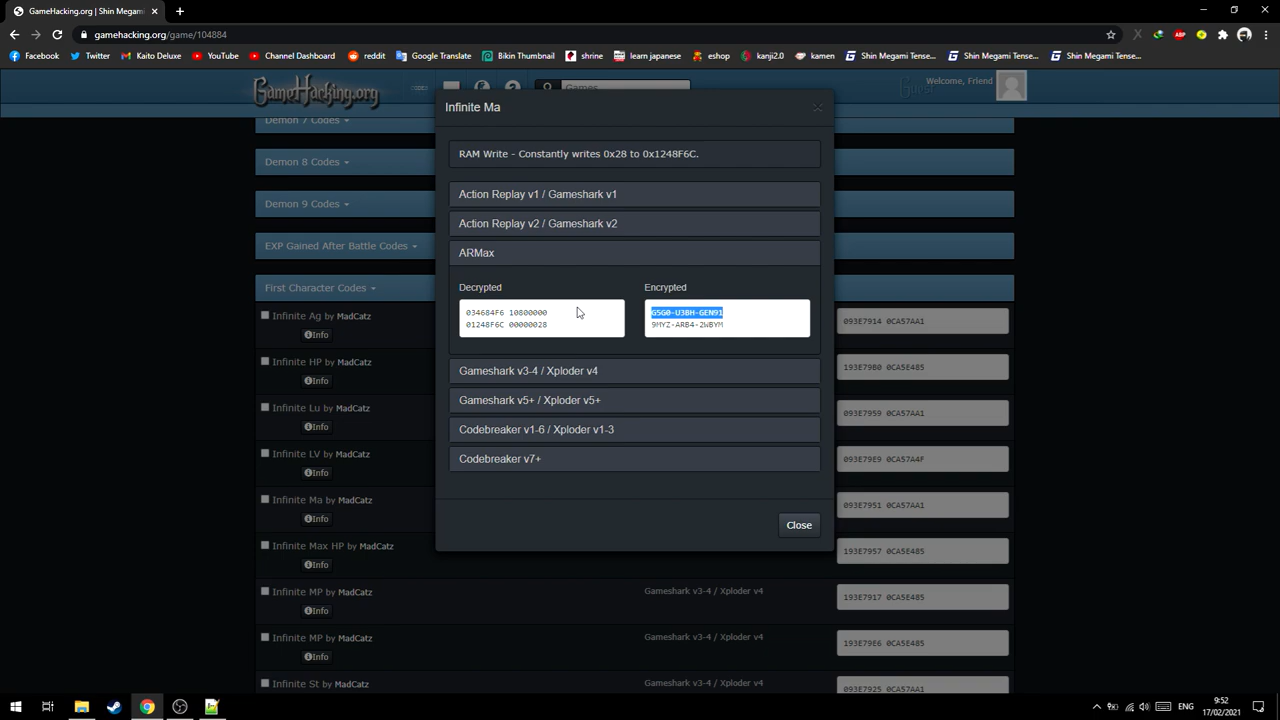 GameHacking.org | Shin Megami
gamehacking.org/game/104884
Facebook
Twitter
Kaito Deluxe
YouTube
Channel Dashboard
reddit
Google Translate
Bikin Thumbnail
shrine
learn japanese
eshop
kanji2.0
kamen
Shin Megami Tense...
Shin Megami Tense...
Shin Megami Tense...
GameHacking.org
Games
Guest
Welcome, Friend
Demon 7 Codes
Demon 8 Codes
Demon 9 Codes
EXP Gained After Battle Codes
First Character Codes
Infinite Ma
RAM Write - Constantly writes 0x28 to 0x1248F6C.
Action Replay v1 / Gameshark v1
Action Replay v2 / Gameshark v2
ARMax
Decrypted
Encrypted
034684F6 10800000
01248F6C 00000028
G5G0-U3BH-GEN91
9MYZ-ARB4-2WBYM
Gameshark v3-4 / Xploder v4
Gameshark v5+ / Xploder v5+
Codebreaker v1-6 / Xploder v1-3
Codebreaker v7+
Close
Infinite Ag by MadCatz
093E7914 0CA57AA1
Info
Infinite HP by MadCatz
193E79B0 0CA5E485
Info
Infinite Lu by MadCatz
093E7959 0CA57AA1
Info
Infinite LV by MadCatz
093E79E9 0CA57A4F
Info
Infinite Ma by MadCatz
093E7951 0CA57AA1
Info
Infinite Max HP by MadCatz
193E7957 0CA5E485
Info
Infinite MP by MadCatz
Gameshark v3-4 / Xploder v4
193E7917 0CA5E485
Info
Infinite MP by MadCatz
Gameshark v3-4 / Xploder v4
193E79E6 0CA5E485
Info
Infinite St by MadCatz
Gameshark v3-4 / Xploder v4
093E7925 0CA57AA1
ENG
9:52
17/02/2021